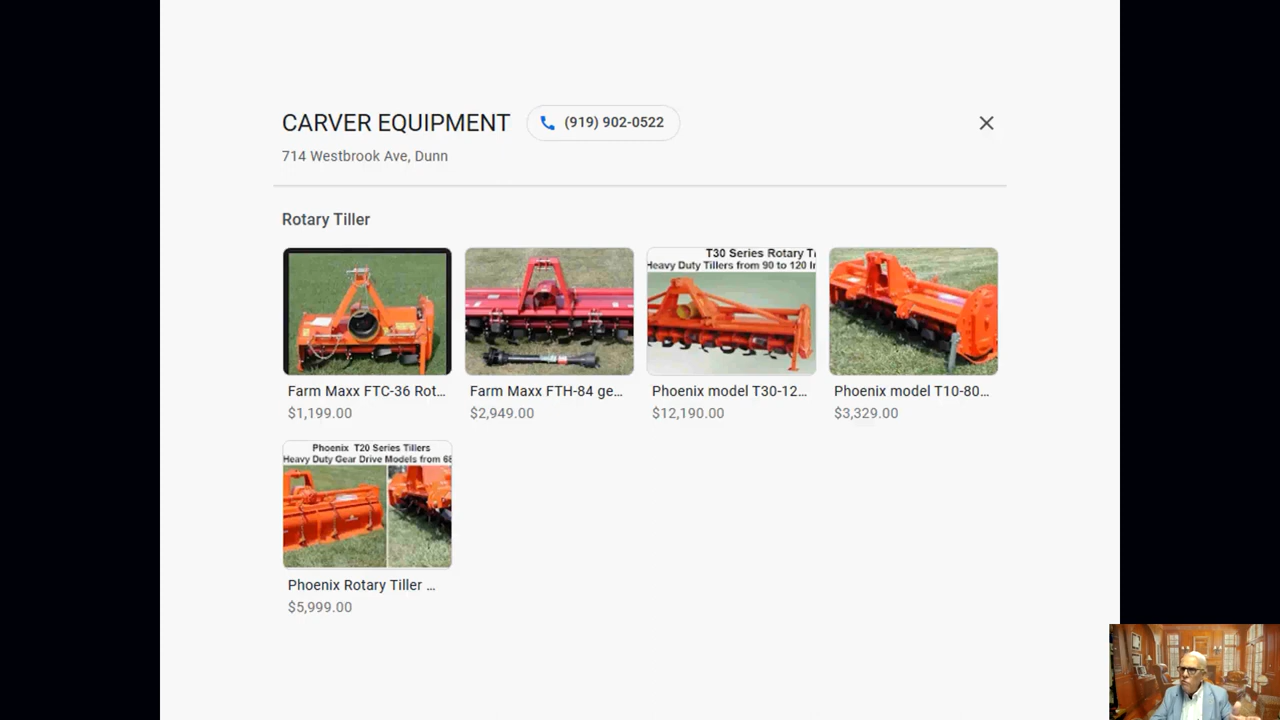 CARVER EQUIPMENT
(919) 902-0522
714 Westbrook Ave, Dunn
Rotary Tiller
Farm Maxx FTC-36 Rot...
$1,199.00
Farm Maxx FTH-84 ge...
$2,949.00
T30 Series Rotary T
Heavy Duty Tillers from 90 to 120 I
Phoenix model T30-12...
$12,190.00
Phoenix model T10-80...
$3,329.00
Phoenix T20 Series Tillers
Heavy Duty Gear Drive Models from 68
Phoenix Rotary Tiller ...
$5,999.00